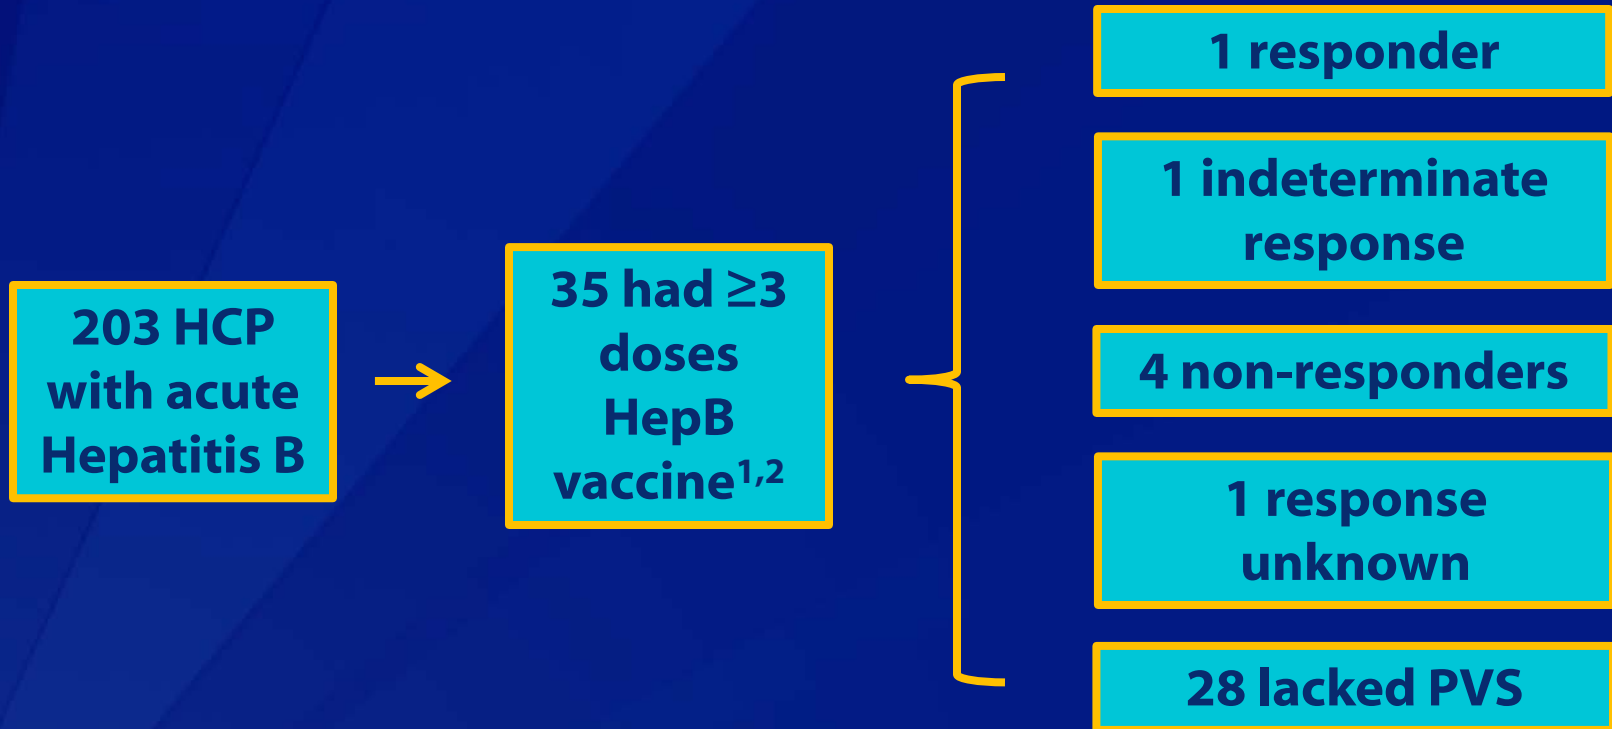 203 HCP
with acute
Hepatitis B
35 had ≥3
doses
HepB
vaccine1,2
1 responder
1 indeterminate
response
4 non-responders
1 response
unknown
28 lacked PVS